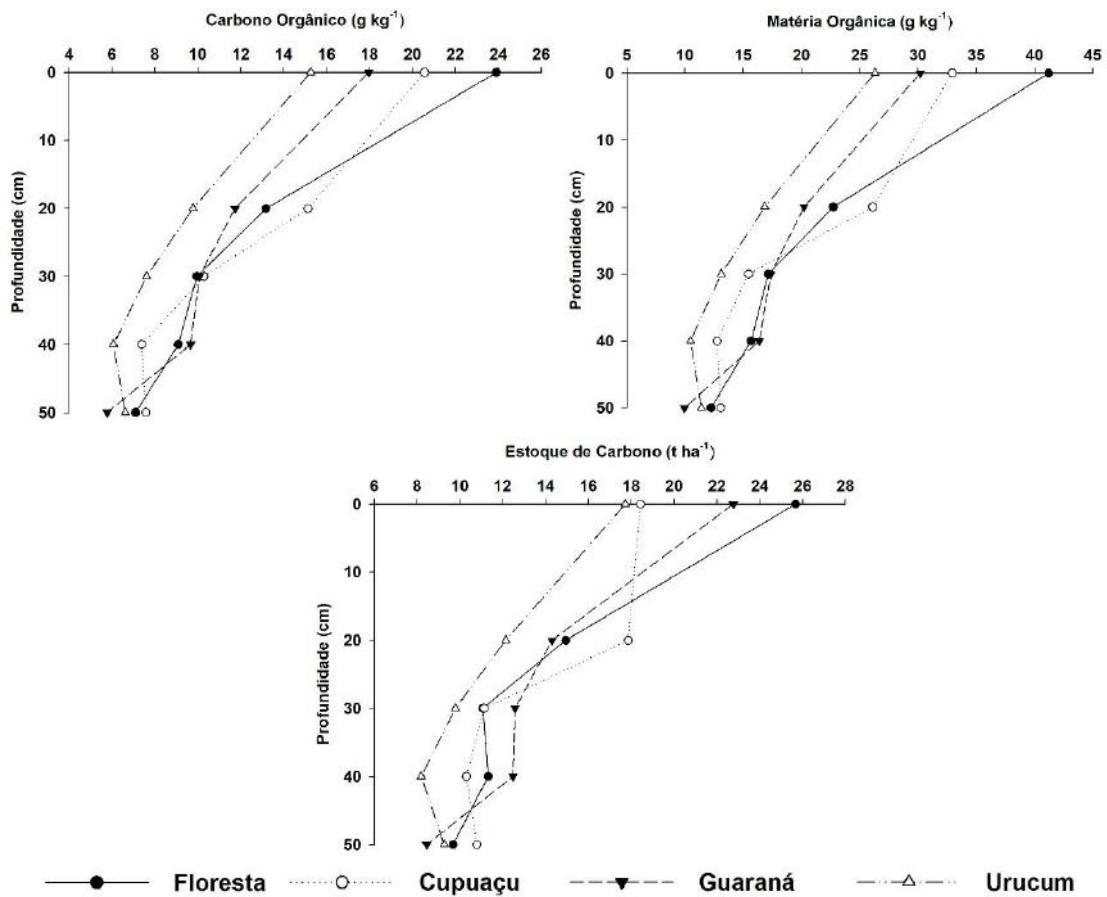 Carbono Orgânico (g kg⁻¹)
4 6 8 10 12 14 16 18 20 22 24 26
0
10
20
30
40
50
Profundidade (cm)
Matéria Orgânica (g kg⁻¹)
5 10 15 20 25 30 35 40 45
0
10
20
30
40
50
Profundidade (cm)
Estoque de Carbono (t ha⁻¹)
6 8 10 12 14 16 18 20 22 24 26 28
0
10
20
30
40
50
Profundidade (cm)
Floresta Cupuaçu Guaraná Urucum